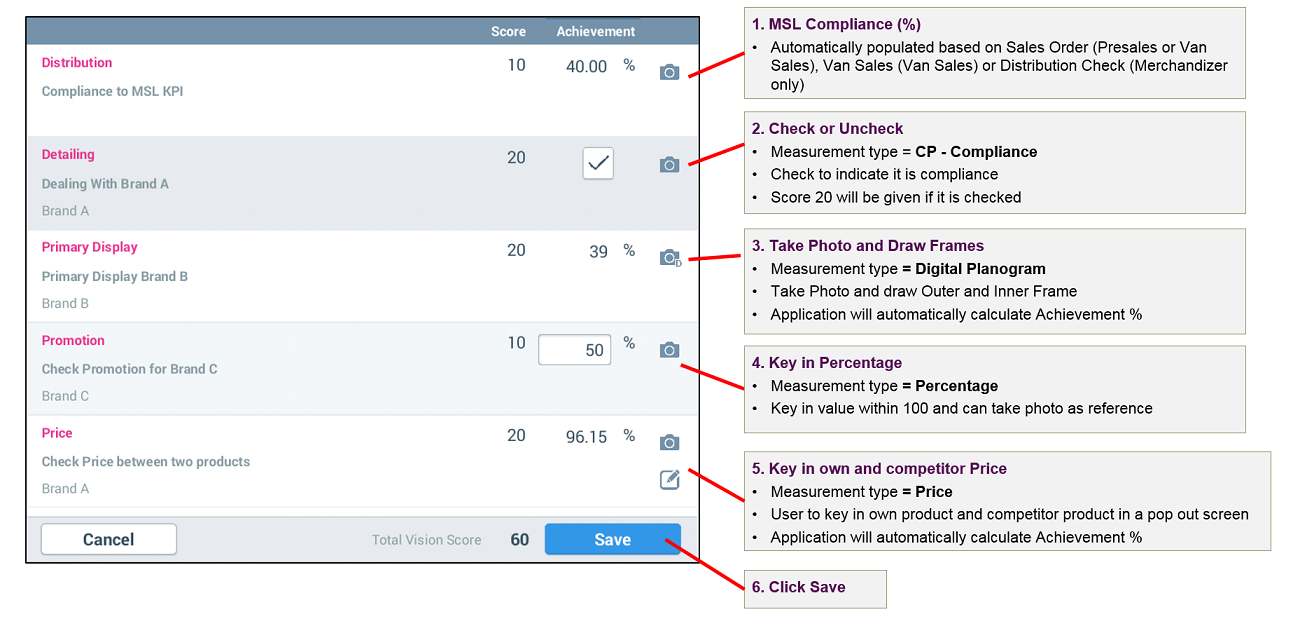 Score Achievement
Distribution 10 40.00 %
Compliance to MSL KPI
Detailing 20
Dealing With Brand A
Brand A
Primary Display 20 39 %
Primary Display Brand B
Brand B
Promotion 10 50 %
Check Promotion for Brand C
Brand C
Price 20 96.15 %
Check Price between two products
Brand A
Cancel Total Vision Score 60 Save
1. MSL Compliance (%)
• Automatically populated based on Sales Order (Presales or Van
Sales), Van Sales (Van Sales) or Distribution Check (Merchandizer
only)
2. Check or Uncheck
• Measurement type = CP - Compliance
• Check to indicate it is compliance
• Score 20 will be given if it is checked
3. Take Photo and Draw Frames
• Measurement type = Digital Planogram
• Take Photo and draw Outer and Inner Frame
• Application will automatically calculate Achievement %
4. Key in Percentage
• Measurement type = Percentage
• Key in value within 100 and can take photo as reference
5. Key in own and competitor Price
• Measurement type = Price
• User to key in own product and competitor product in a pop out screen
• Application will automatically calculate Achievement %
6. Click Save